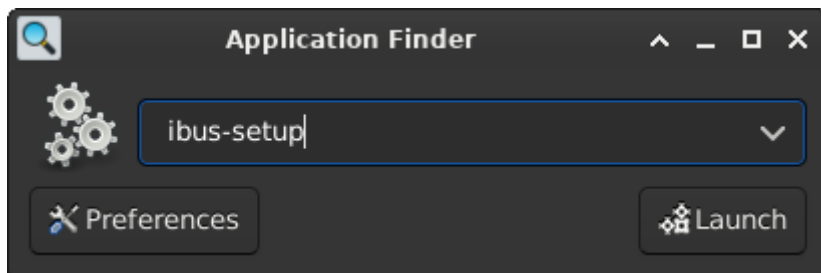 Application Finder
ibus-setup
Preferences
Launch